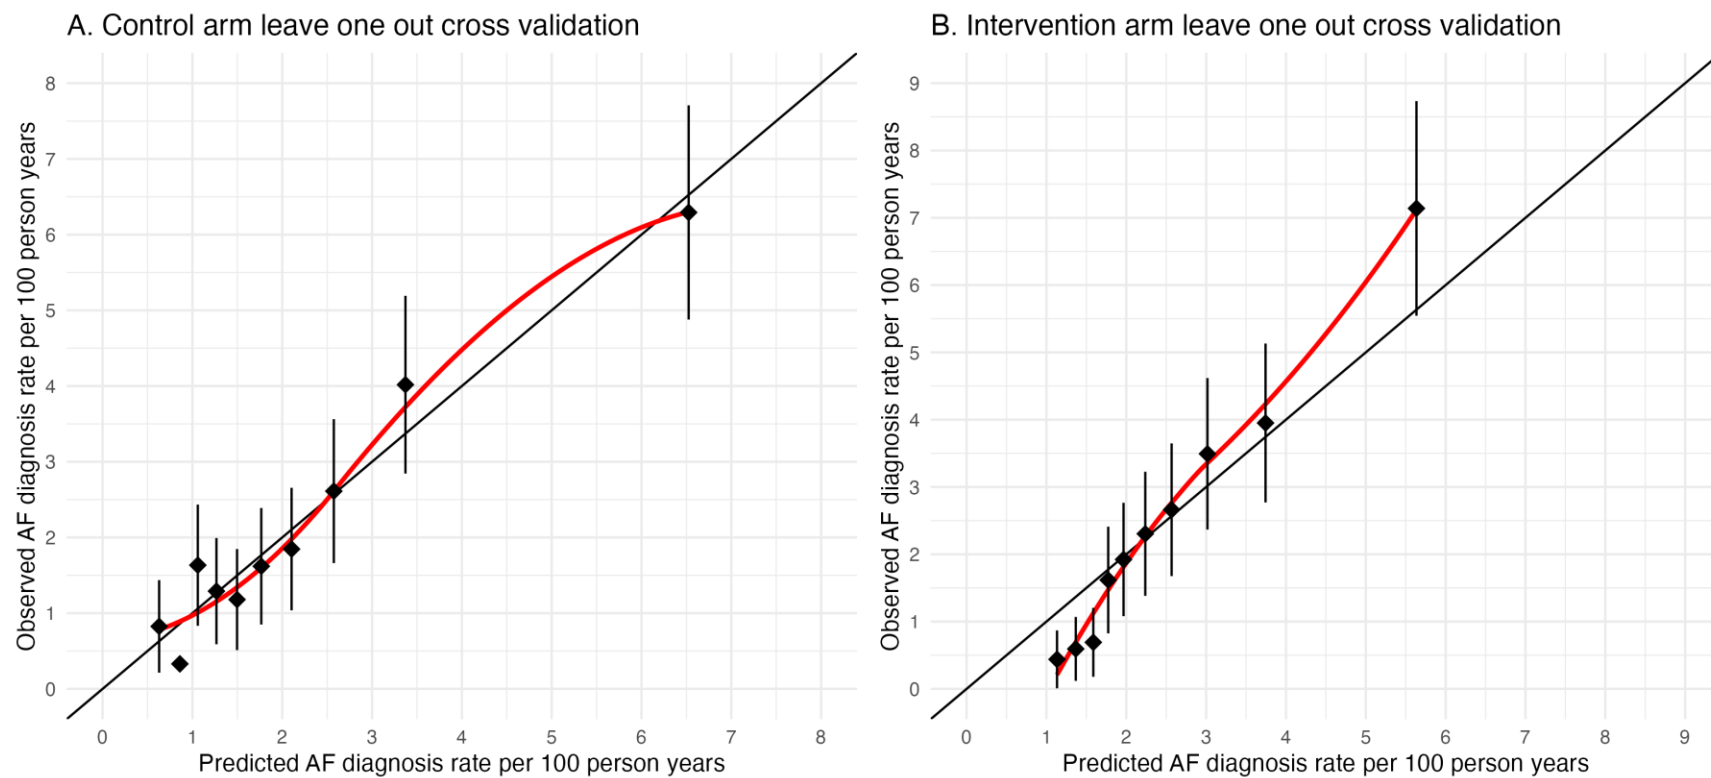 A. Control arm leave one out cross validation
Observed AF diagnosis rate per 100 person years
8
7
6
5
4
3
2
1
0
0 1 2 3 4 5 6 7 8
Predicted AF diagnosis rate per 100 person years
B. Intervention arm leave one out cross validation
Observed AF diagnosis rate per 100 person years
9
8
7
6
5
4
3
2
1
0
0 1 2 3 4 5 6 7 8 9
Predicted AF diagnosis rate per 100 person years